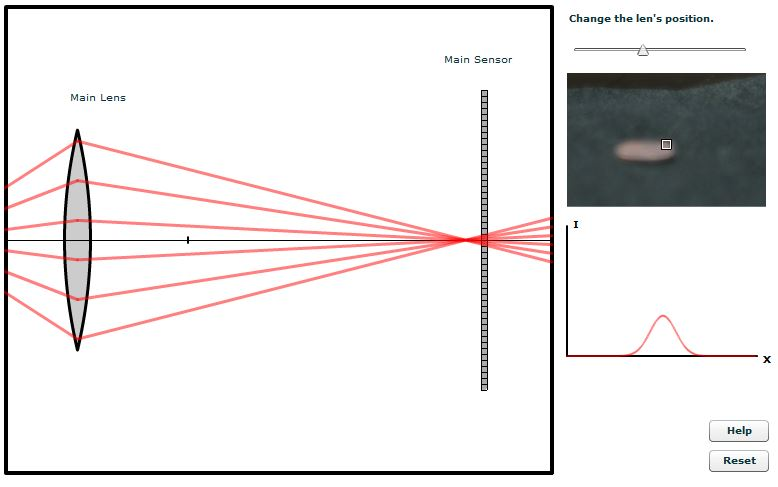 Change the len's position.
Main Sensor
Main Lens
I
X
Help
Reset